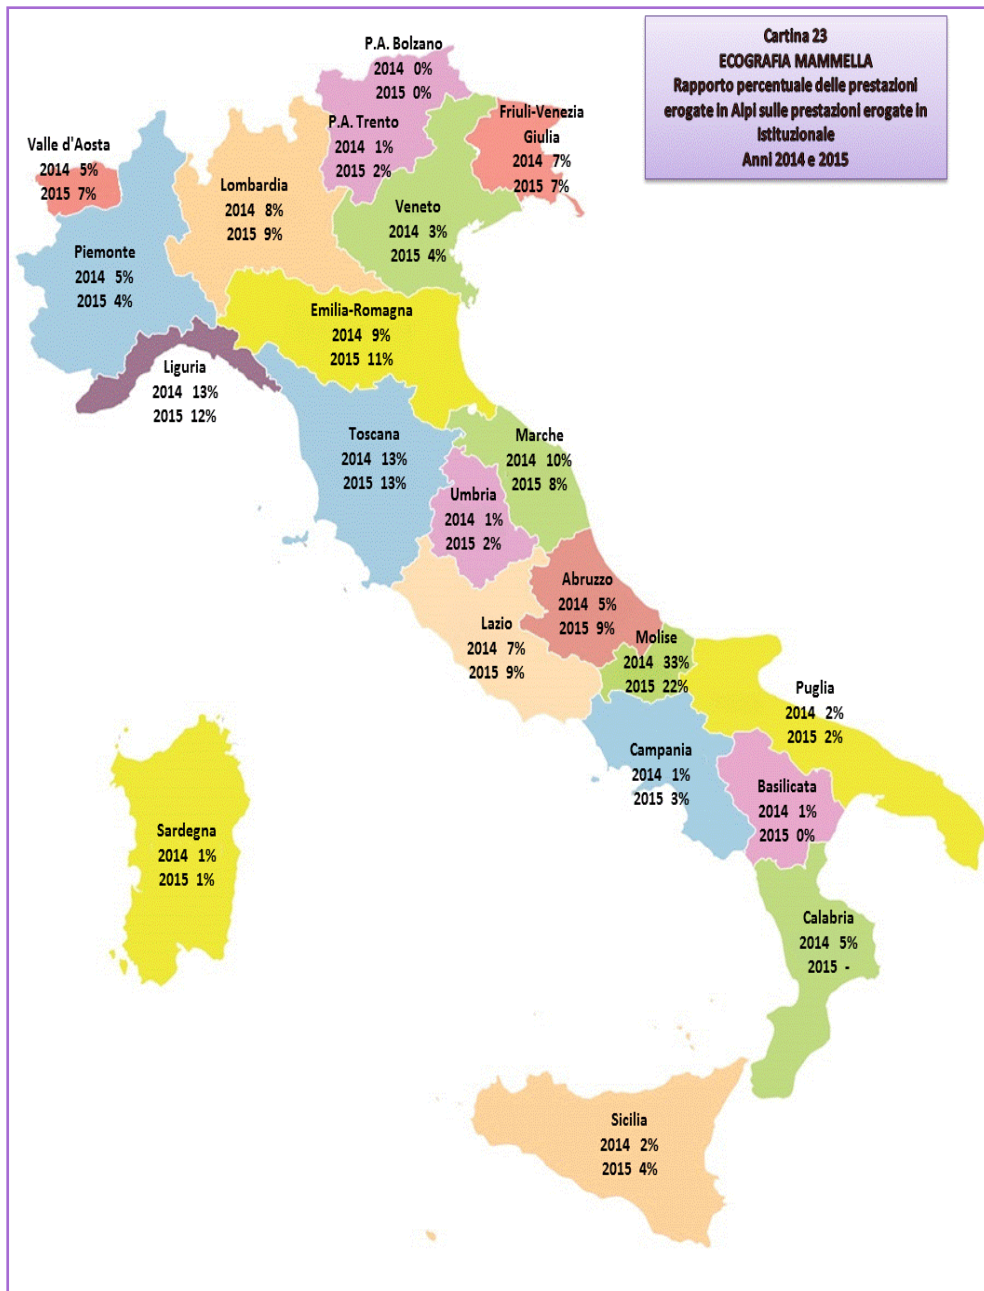 Cartina 23
ECOGRAFIA MAMMELLA
Rapporto percentuale delle prestazioni
erogate in Alpi sulle prestazioni erogate in
Istituzionale
Anni 2014 e 2015
P.A. Bolzano
2014 0%
2015 0%
P.A. Trento
2014 1%
2015 2%
Friuli-Venezia
Giulia
2014 7%
2015 7%
Valle d'Aosta
2014 5%
2015 7%
Lombardia
2014 8%
2015 9%
Veneto
2014 3%
2015 4%
Piemonte
2014 5%
2015 4%
Emilia-Romagna
2014 9%
2015 11%
Liguria
2014 13%
2015 12%
Toscana
2014 13%
2015 13%
Marche
2014 10%
2015 8%
Umbria
2014 1%
2015 2%
Abruzzo
2014 5%
2015 9%
Lazio
2014 7%
2015 9%
Molise
2014 33%
2015 22%
Puglia
2014 2%
2015 2%
Campania
2014 1%
2015 3%
Basilicata
2014 1%
2015 0%
Sardegna
2014 1%
2015 1%
Calabria
2014 5%
2015 -
Sicilia
2014 2%
2015 4%